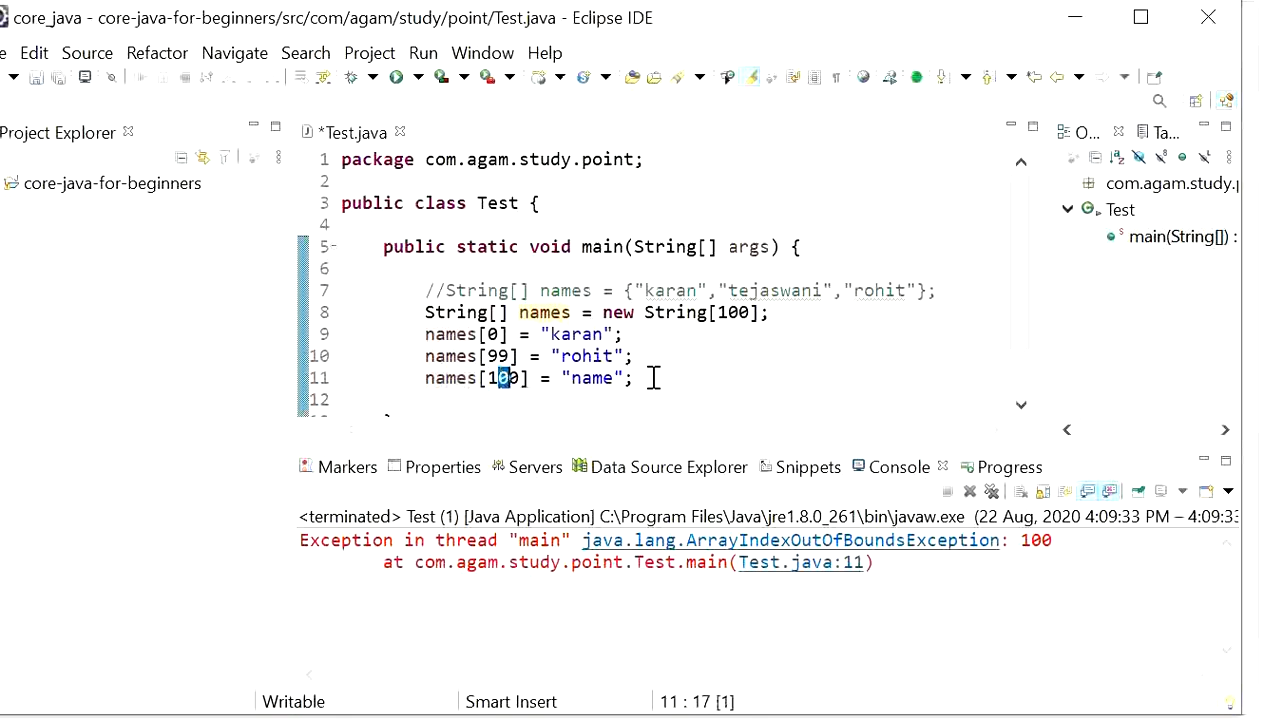 core_java - core-java-for-beginners/src/com/agam/study/point/Test.java - Eclipse IDE
e Edit Source Refactor Navigate Search Project Run Window Help
Project Explorer
core-java-for-beginners
*Test.java
1 package com.agam.study.point;
2
3 public class Test {
4
5 public static void main(String[] args) {
6
7 //String[] names = {"karan","tejaswani","rohit"};
8 String[] names = new String[100];
9 names[0] = "karan";
10 names[99] = "rohit";
11 names[100] = "name";
12
O... Ta...
com.agam.study.p
Test
main(String[]) :
Markers Properties Servers Data Source Explorer Snippets Console Progress
<terminated> Test (1) [Java Application] C:\Program Files\Java\jre1.8.0_261\bin\javaw.exe (22 Aug, 2020 4:09:33 PM – 4:09:33
Exception in thread "main" java.lang.ArrayIndexOutOfBoundsException: 100
at com.agam.study.point.Test.main(Test.java:11)
Writable Smart Insert 11 : 17 [1]